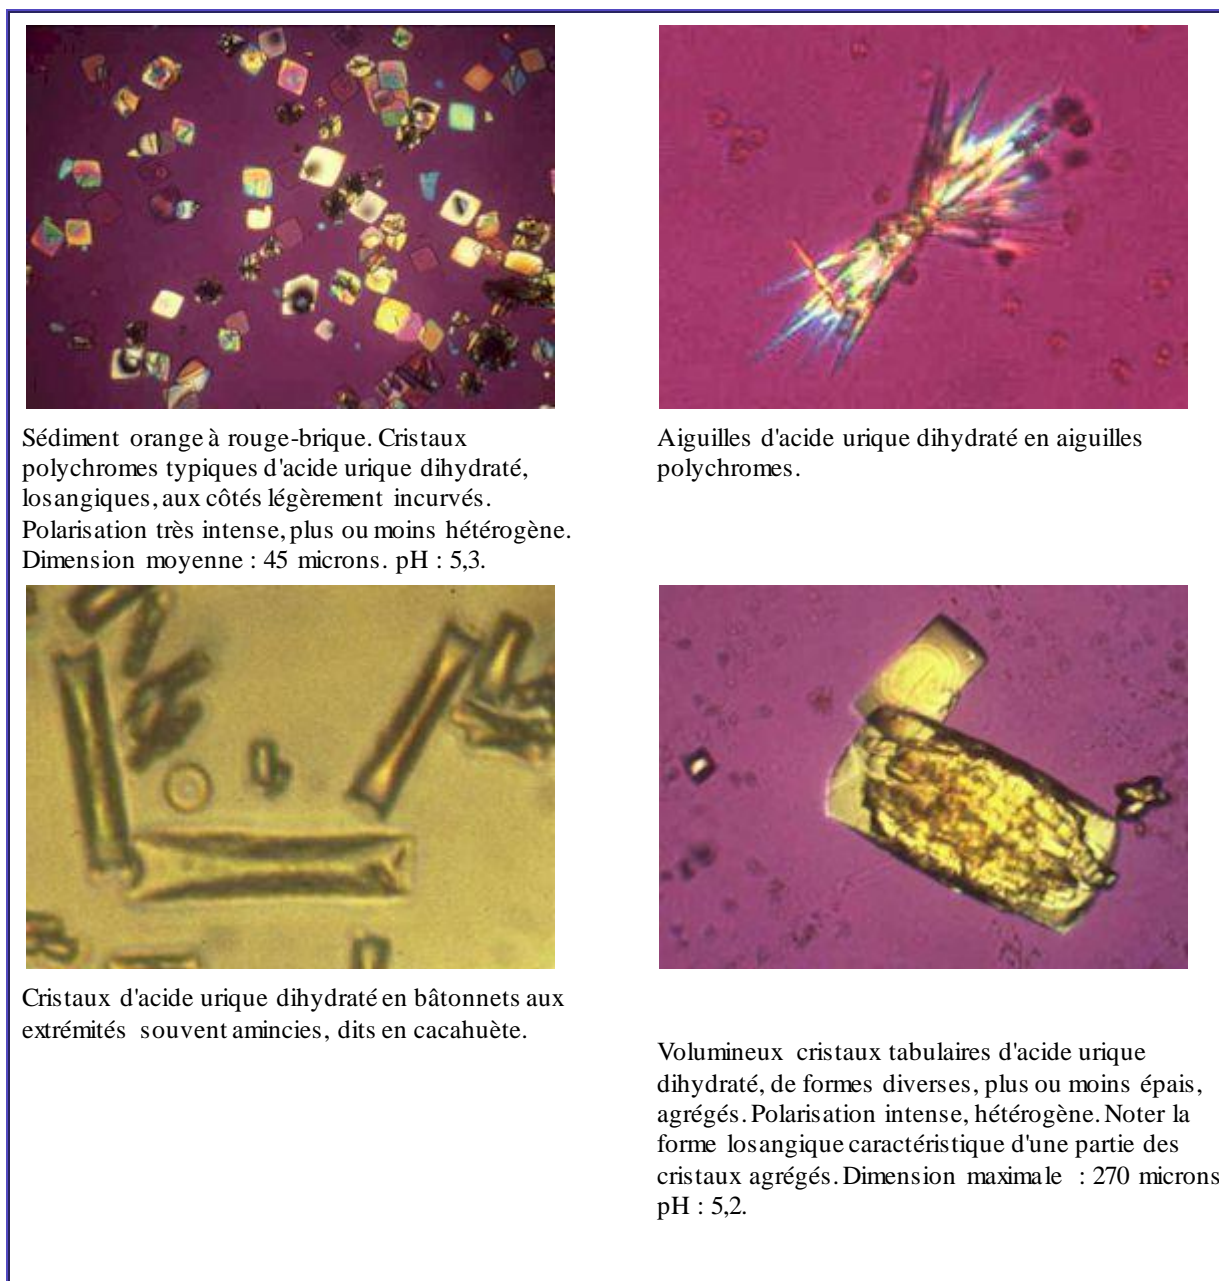 Sédiment orange à rouge-brique. Cristaux
polychromes typiques d'acide urique dihydraté,
losangiques, aux côtés légèrement incurvés.
Polarisation très intense, plus ou moins hétérogène.
Dimension moyenne : 45 microns. pH : 5,3.
Aiguilles d'acide urique dihydraté en aiguilles
polychromes.
Cristaux d'acide urique dihydraté en bâtonnets aux
extrémités souvent amincies, dits en cacahuète.
Volumineux cristaux tabulaires d'acide urique
dihydraté, de formes diverses, plus ou moins épais,
agrégés. Polarisation intense, hétérogène. Noter la
forme losangique caractéristique d'une partie des
cristaux agrégés. Dimension maximale : 270 microns
pH : 5,2.